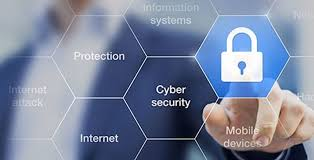 Information
systems
Protection
Internet
attack
Cyber
security
Internet
Mobile
devices